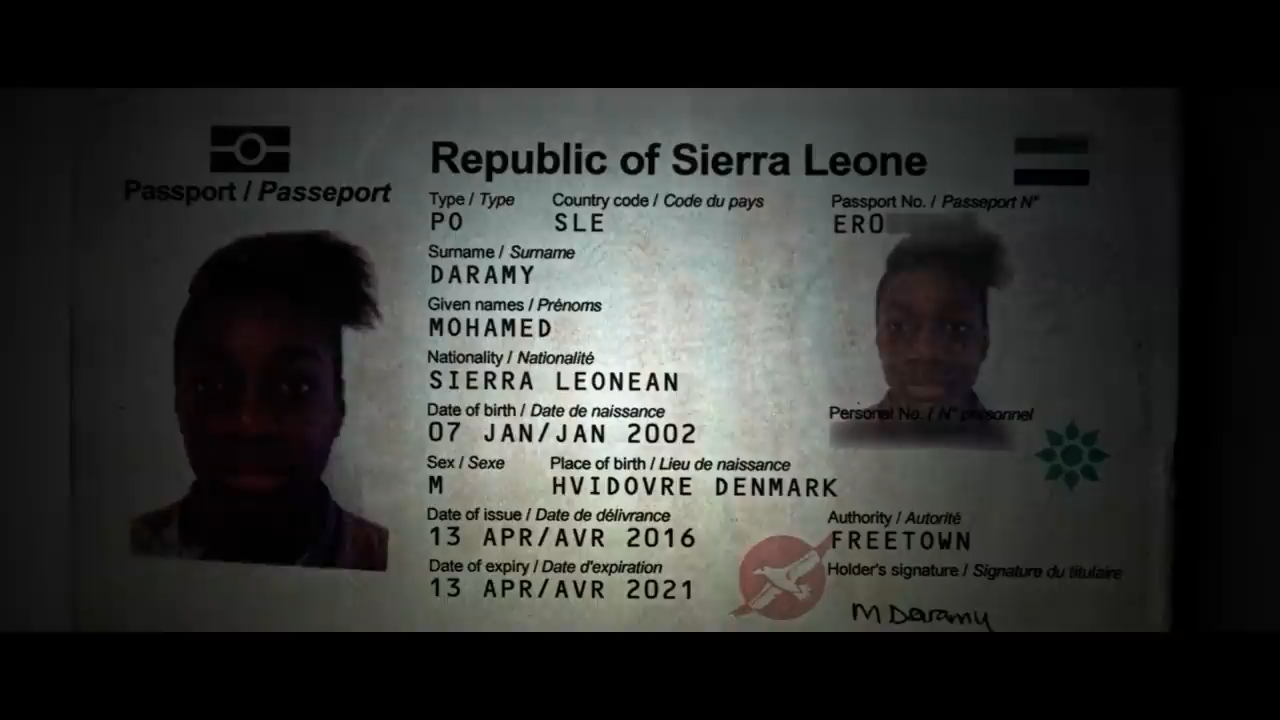 Republic of Sierra Leone
Passport / Passeport
Type / Type Country code / Code du pays Passport No. / Passeport N°
PO SLE ERO
Surname / Surname
DARAMY
Given names / Prénoms
MOHAMED
Nationality / Nationalité
SIERRA LEONEAN
Date of birth / Date de naissance Personel No. / N° personnel
07 JAN/JAN 2002
Sex / Sexe Place of birth / Lieu de naissance
M HVIDOVRE DENMARK
Date of issue / Date de délivrance Authority / Autorité
13 APR/AVR 2016 FREETOWN
Date of expiry / Date d'expiration Holder's signature / Signature du titulaire
13 APR/AVR 2021
M Daramy